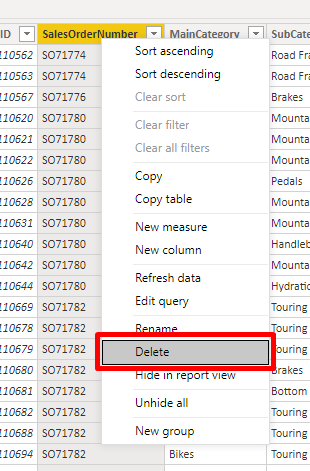 ID SalesOrderNumber MainCategory SubCate
110562 SO71774 Road Fra
110563 SO71774 Road Fra
110567 SO71776 Brakes
110620 SO71780 Mounta
110621 SO71780 Mounta
110622 SO71780 Mounta
110626 SO71780 Pedals
110628 SO71780 Mounta
110631 SO71780 Mounta
110640 SO71780 Handleb
110642 SO71780 Mounta
110644 SO71780 Hydratio
110669 SO71782 Touring
110678 SO71782 Touring
110679 SO71782 Touring
110680 SO71782 Brakes
110681 SO71782 Bottom
110682 SO71782 Touring
110688 SO71782 Touring
110694 SO71782 Bikes Touring
Sort ascending
Sort descending
Clear sort
Clear filter
Clear all filters
Copy
Copy table
New measure
New column
Refresh data
Edit query
Rename
Delete
Hide in report view
Unhide all
New group